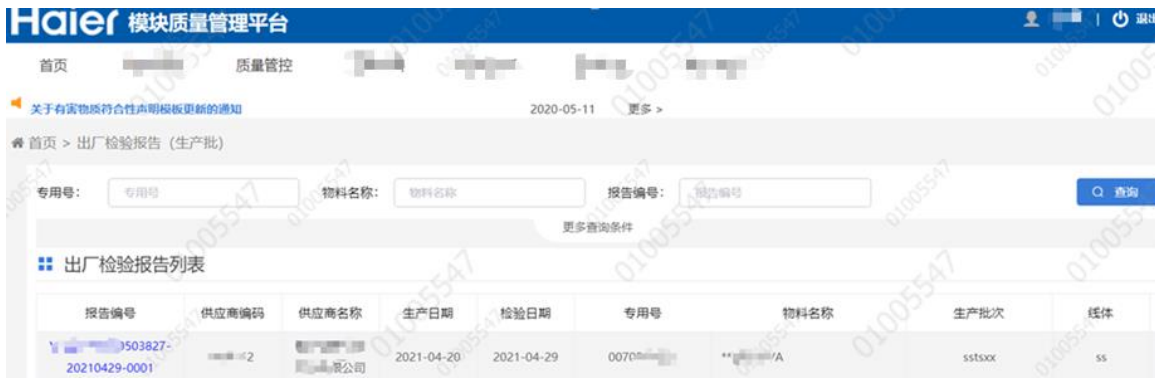 Haier 模块质量管理平台
首页 质量管控
关于有害物质符合性声明模板更新的通知 2020-05-11 更多 >
首页 > 出厂检验报告（生产批）
专用号： 专用号 物料名称： 物料名称 报告编号： 报告编号 查询
更多查询条件
出厂检验报告列表
报告编号 供应商编码 供应商名称 生产日期 检验日期 专用号 物料名称 生产批次 线体
0503827-
20210429-0001 限公司 2021-04-20 2021-04-29 0070 sstsxx ss
01005547